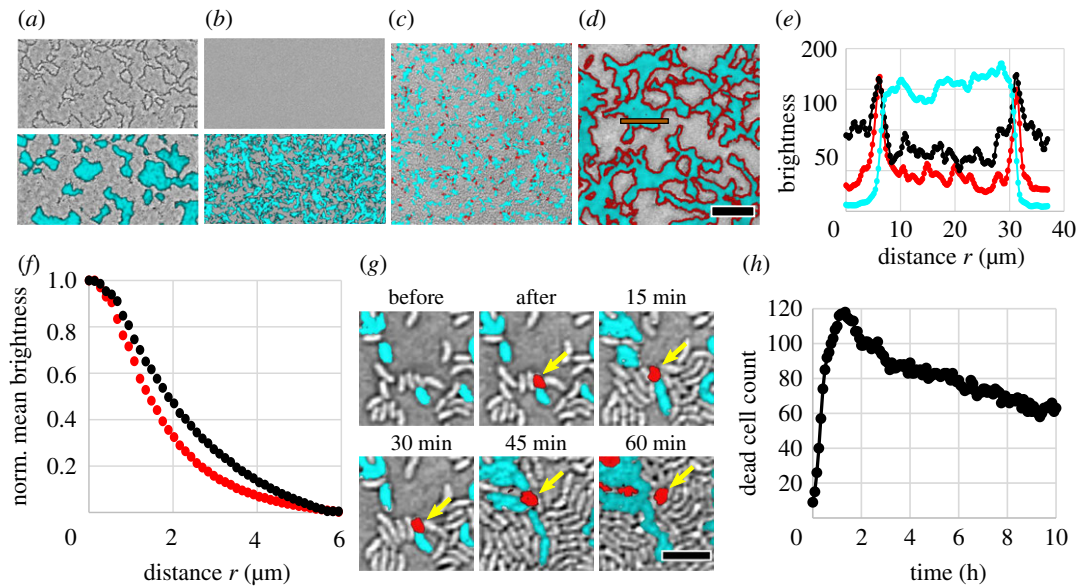 (a)
(b)
(c)
(d)
(e)
200
100
50
brightness
0
10
20
30
40
distance r (µm)
(f)
1.0
0.8
0.6
0.4
0.2
norm. mean brightness
0
2
4
6
distance r (µm)
(g)
before
after
15 min
30 min
45 min
60 min
(h)
120
100
80
60
40
20
0
dead cell count
0
2
4
6
8
10
time (h)